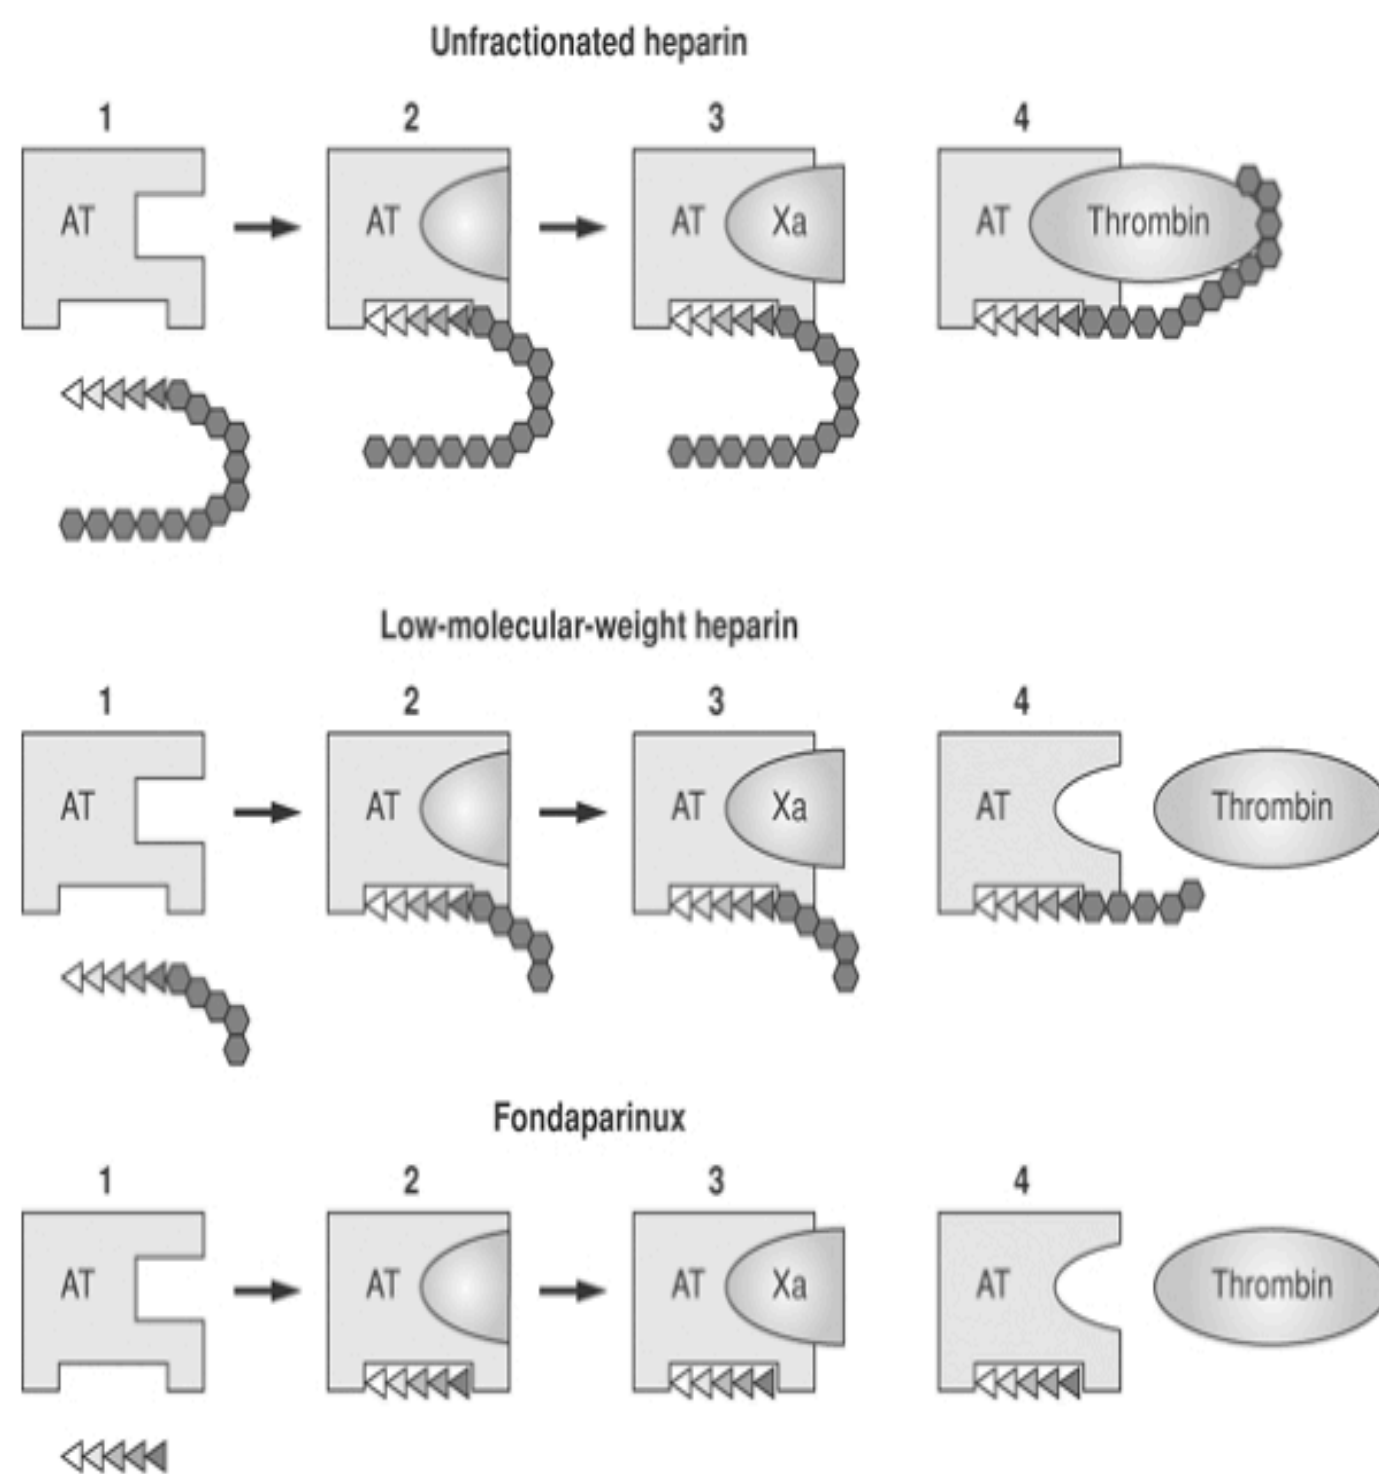 Unfractionated heparin
1 2 3 4
AT AT AT Xa AT Thrombin
Low-molecular-weight heparin
1 2 3 4
AT AT AT Xa AT Thrombin
Fondaparinux
1 2 3 4
AT AT AT Xa AT Thrombin